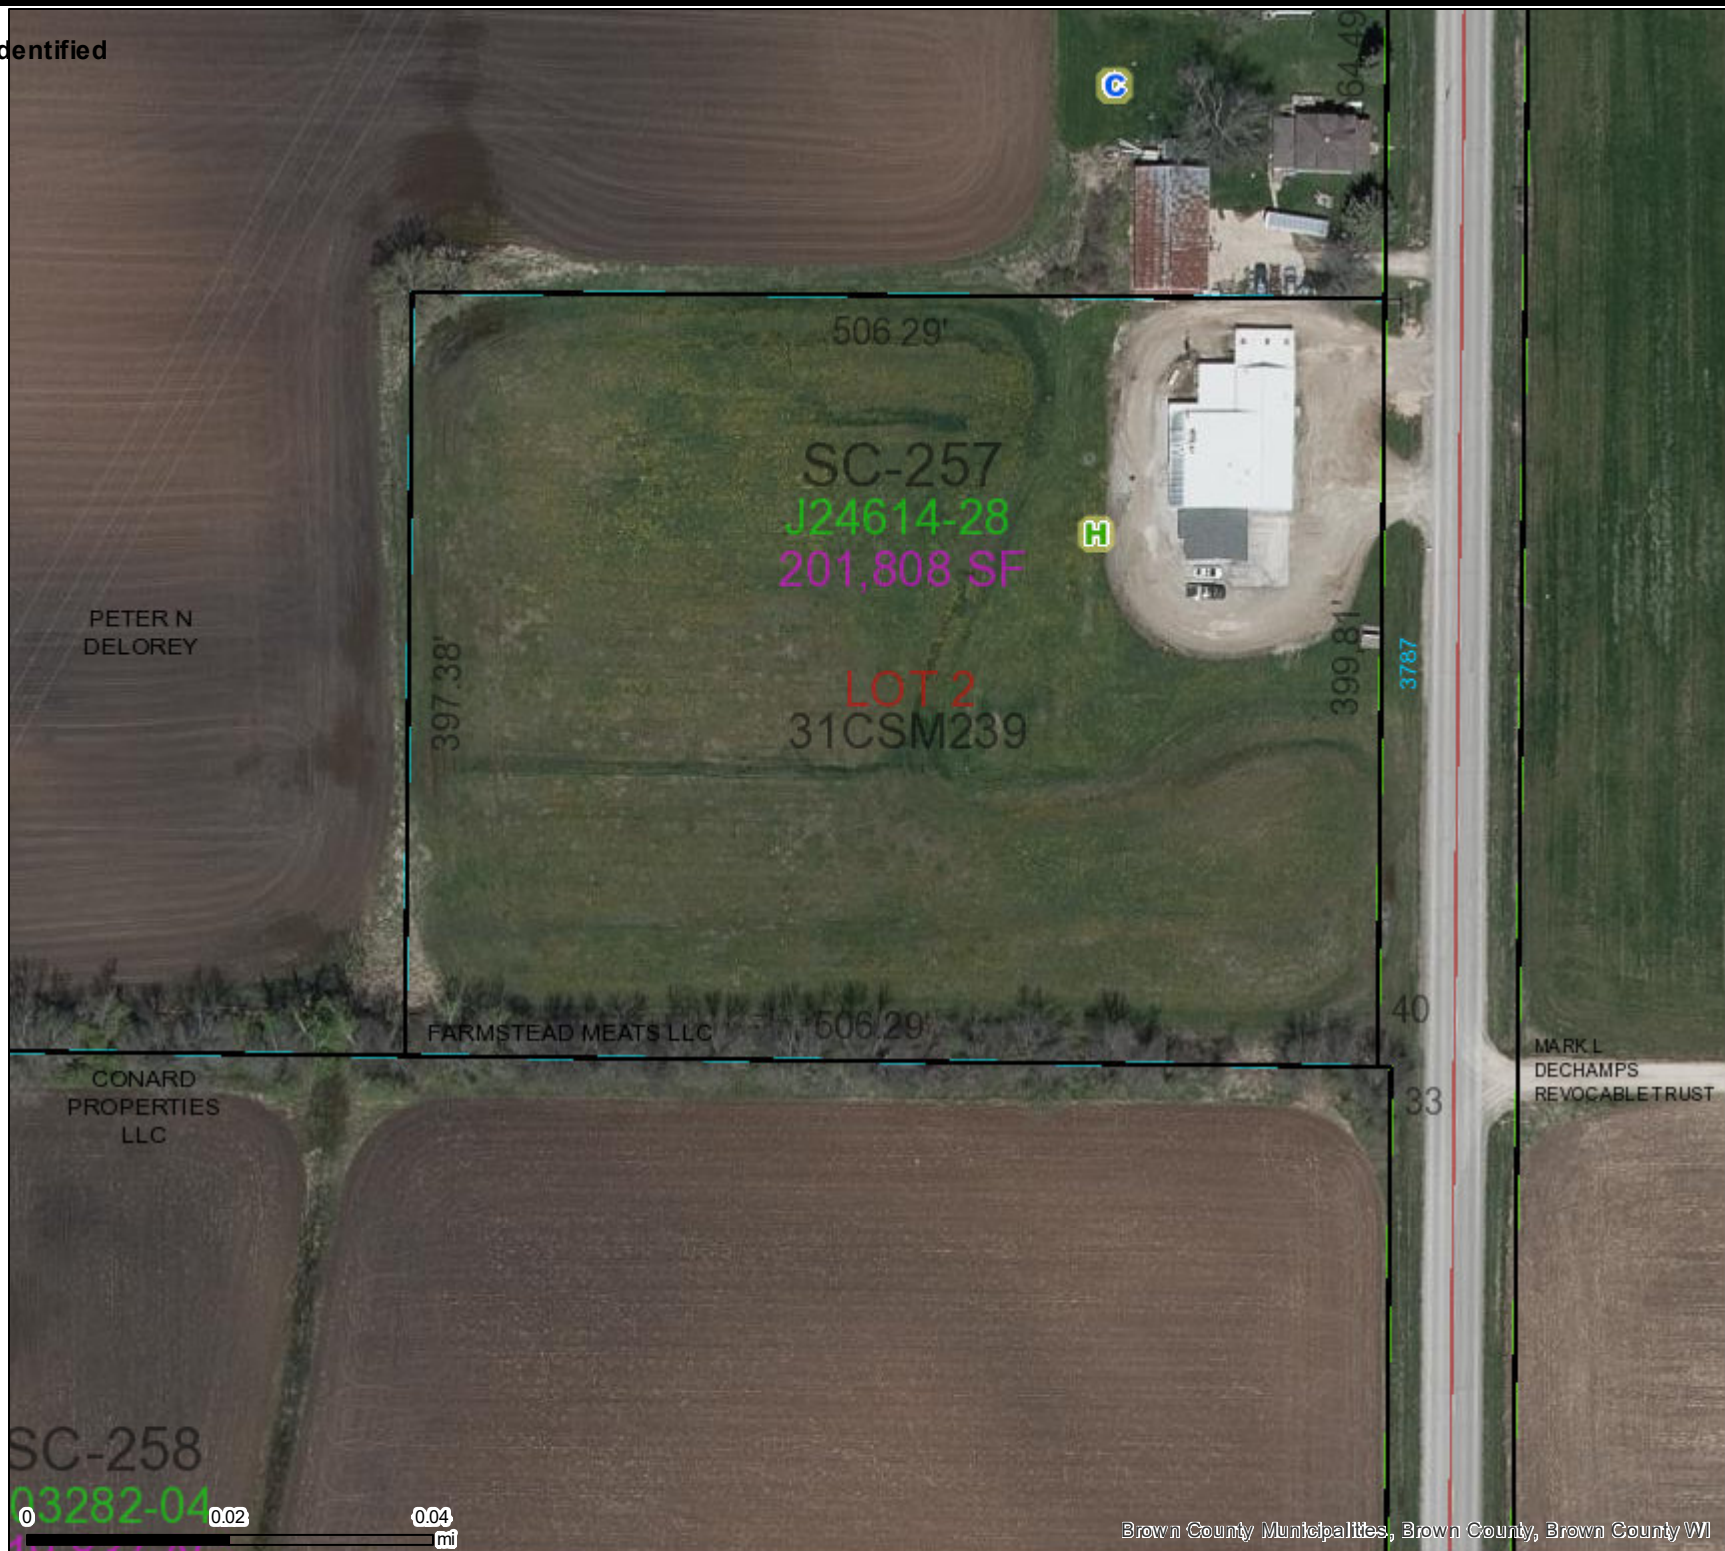 dentified
C
64.49
506.29'
SC-257
J24614-28
201,808 SF
H
PETER N
DELOREY
397.38'
399.81'
3787
LOT 2
31CSM239
40
FARMSTEAD MEATS LLC
506.29'
MARK L
DECHAMPS
REVOCABLE TRUST
CONARD
PROPERTIES
LLC
33
SC-258
03282-04
0 0.02 0.04
mi
Brown County Municipalities, Brown County, Brown County WI